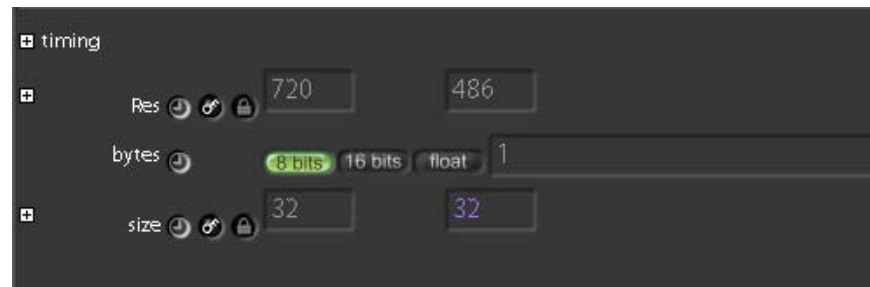 timing
Res 720 486
bytes 8 bits 16 bits float 1
size 32 32